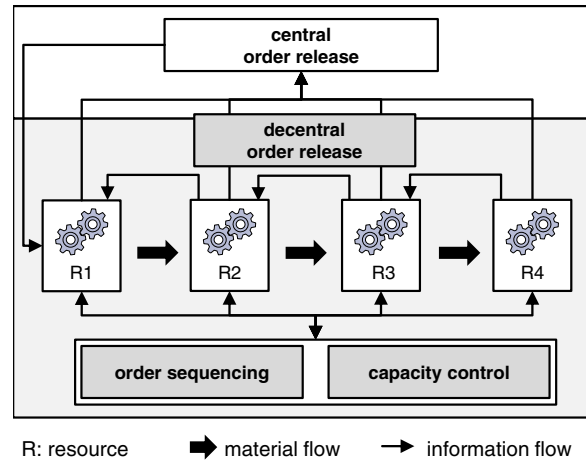 central
order release
decentral
order release
R1
R2
R3
R4
order sequencing
capacity control
R: resource
material flow
information flow